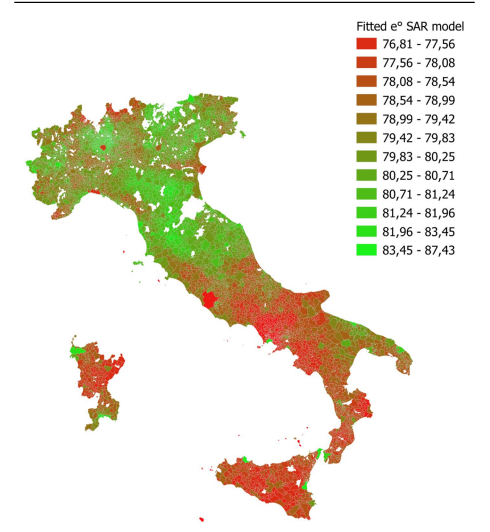 Fitted e° SAR model
76,81 - 77,56
77,56 - 78,08
78,08 - 78,54
78,54 - 78,99
78,99 - 79,42
79,42 - 79,83
79,83 - 80,25
80,25 - 80,71
80,71 - 81,24
81,24 - 81,96
81,96 - 83,45
83,45 - 87,43